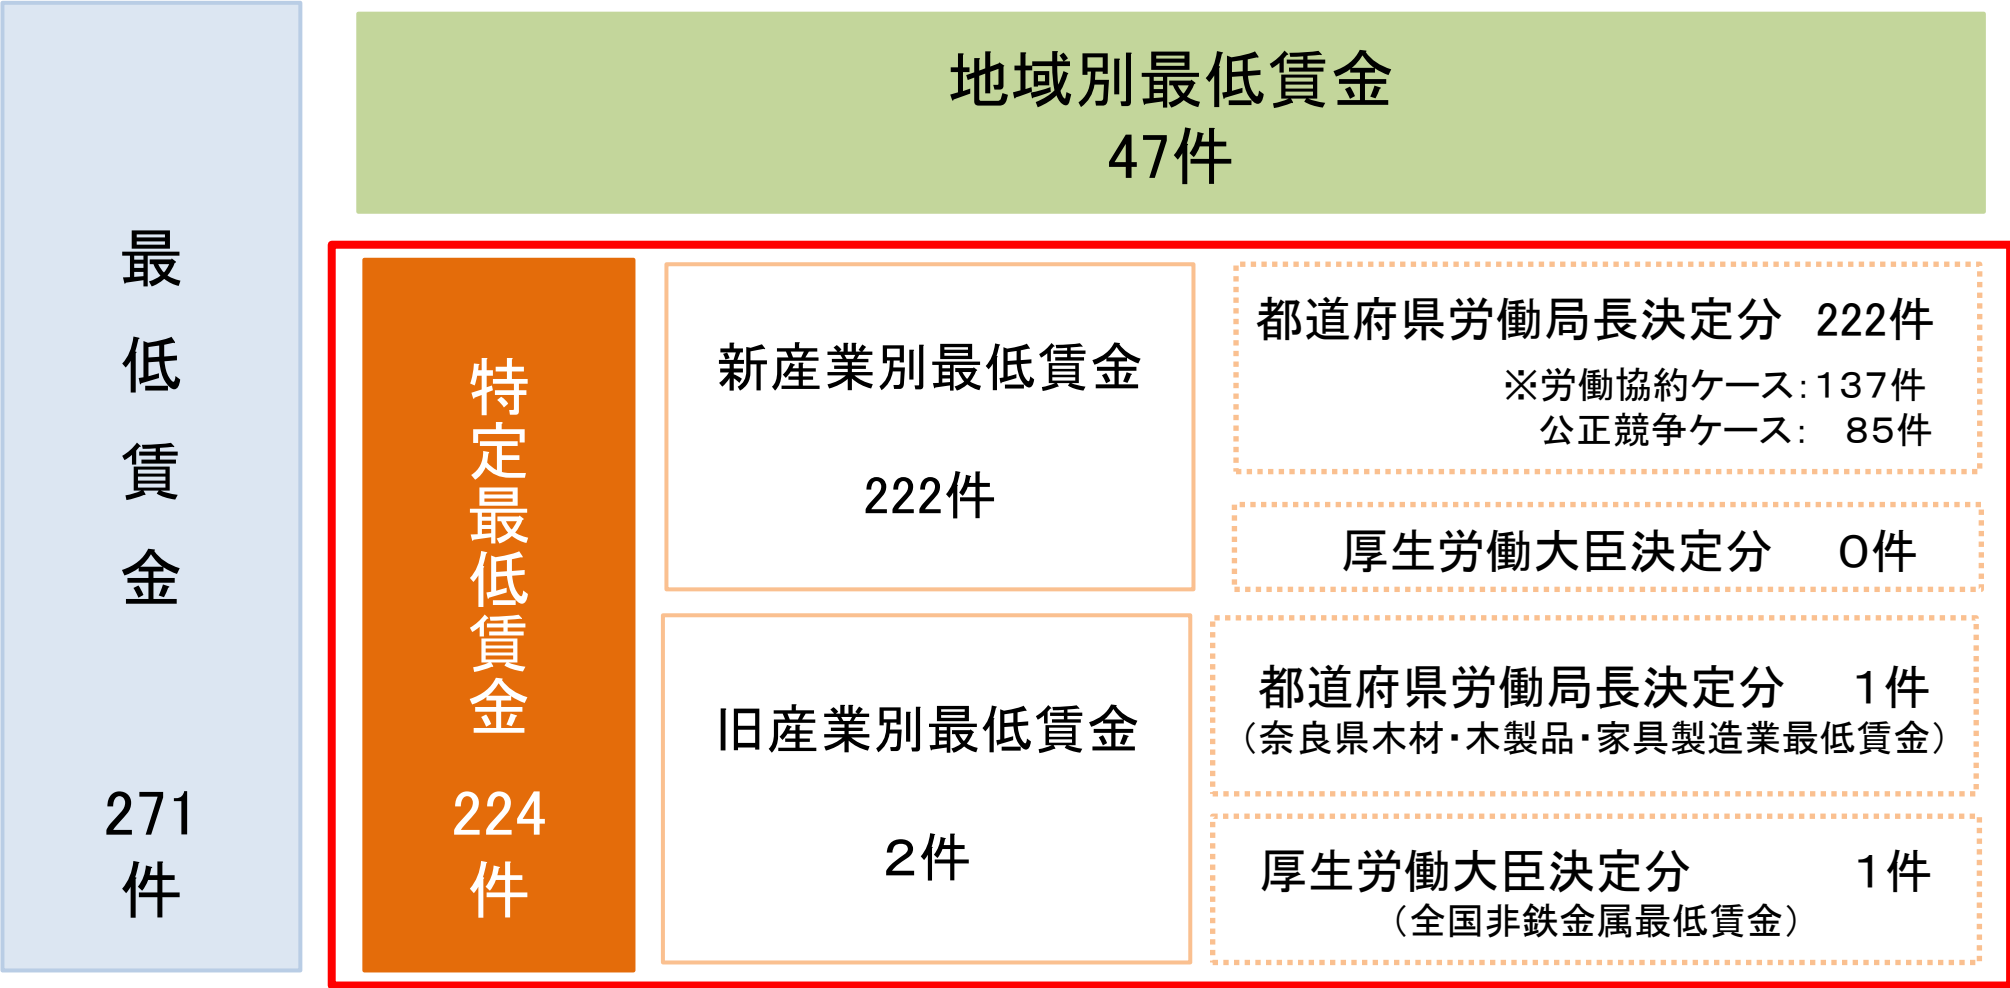 最低賃金
271
件
地域別最低賃金
47件
特定最低賃金
224
件
新産業別最低賃金
222件
都道府県労働局長決定分 222件
※労働協約ケース：137件
公正競争ケース： 85件
厚生労働大臣決定分 0件
旧産業別最低賃金
2件
都道府県労働局長決定分 1件
（奈良県木材・木製品・家具製造業最低賃金）
厚生労働大臣決定分 1件
（全国非鉄金属最低賃金）